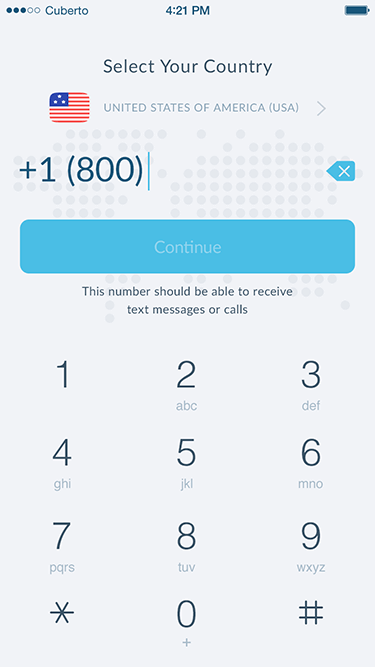 Cuberto 4:21 PM
Select Your Country
UNITED STATES OF AMERICA (USA)
+1 (800)
Continue
This number should be able to receive
text messages or calls
1 2 3
abc def
4 5 6
ghi jkl mno
7 8 9
pqrs tuv wxyz
* 0 #
+